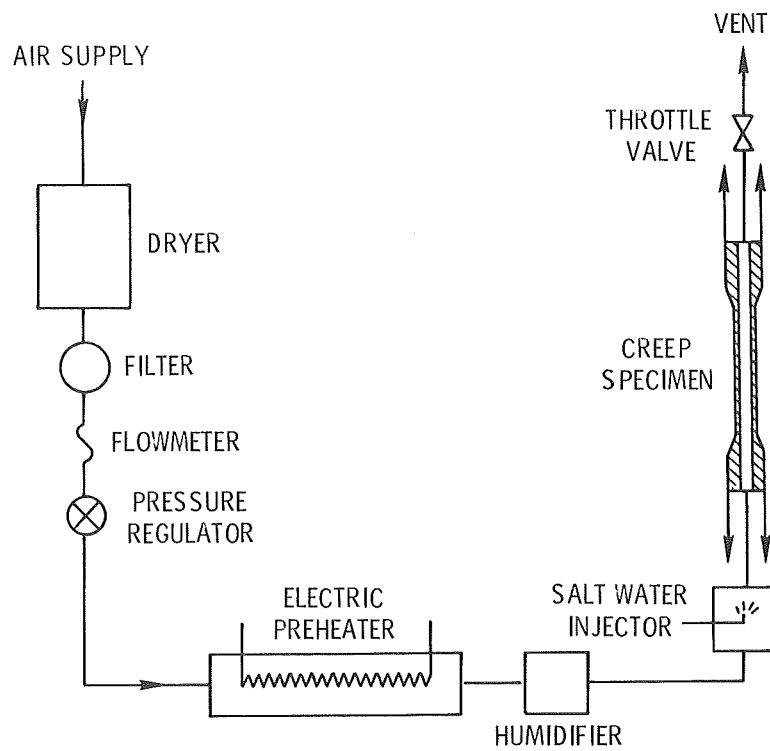 AIR SUPPLY
DRYER
FILTER
FLOWMETER
PRESSURE
REGULATOR
ELECTRIC
PREHEATER
HUMIDIFIER
SALT WATER
INJECTOR
CREEP
SPECIMEN
THROTTLE
VALVE
VENT